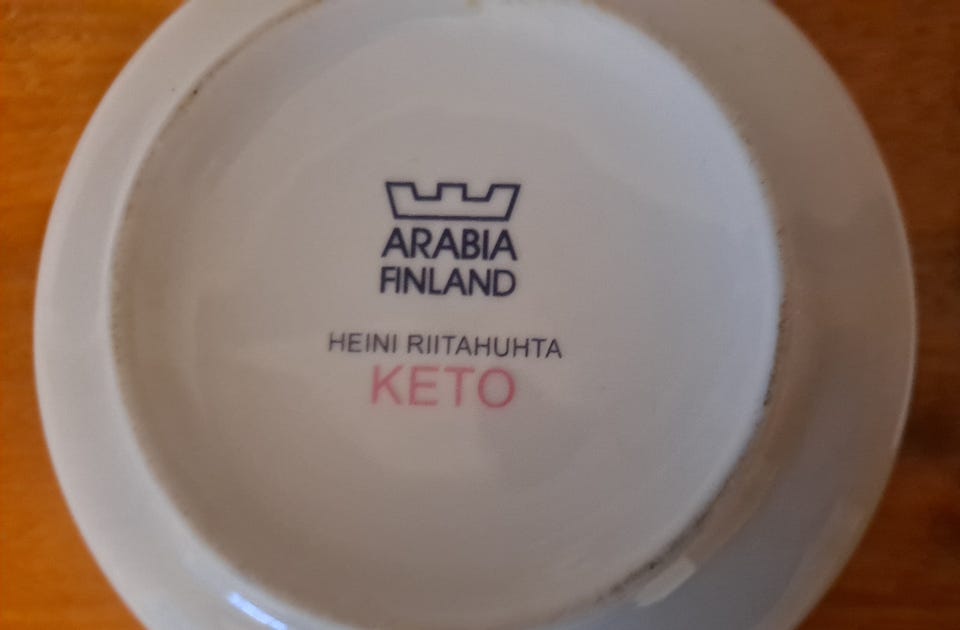 ARABIA
FINLAND
HEINI RIITAHUHTA
KETO